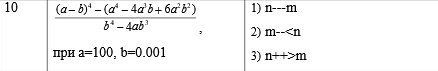 10
(a−b)⁴−(a⁴−4a³b+6a²b²)
b⁴−4ab³ ,
при a=100, b=0.001
1) n---m
2) m--<n
3) n++>m